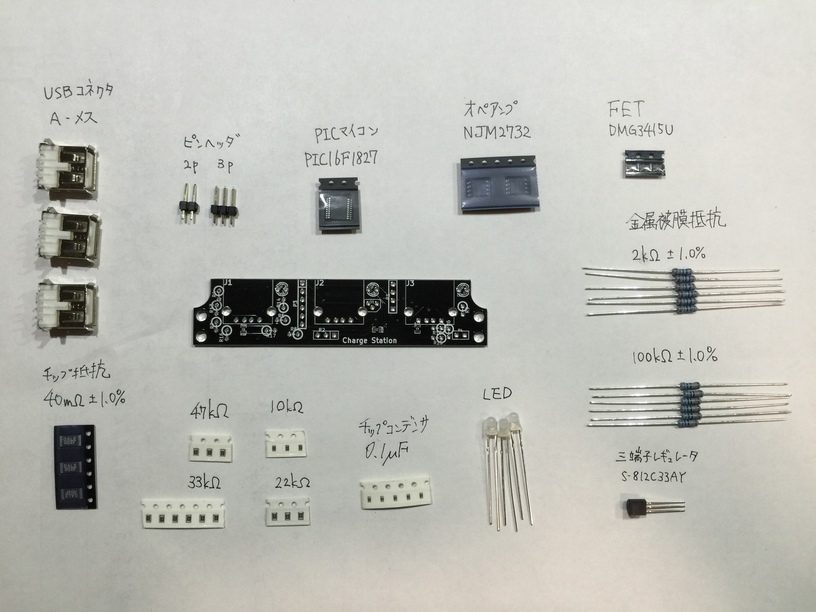 USBコネクタ
A-メス
ピンヘッダ
2p 3p
PICマイコン
PIC16F1827
オペアンプ
NJM2732
FET
DMG3415U
金属被膜抵抗
2kΩ±1.0%
J1 J2 J3
Charge Station
100kΩ±1.0%
チップ抵抗
40mΩ±1.0%
47kΩ
10kΩ
33kΩ
22kΩ
チップコンデンサ
0.1μF
LED
三端子レギュレータ
S-812C33AY